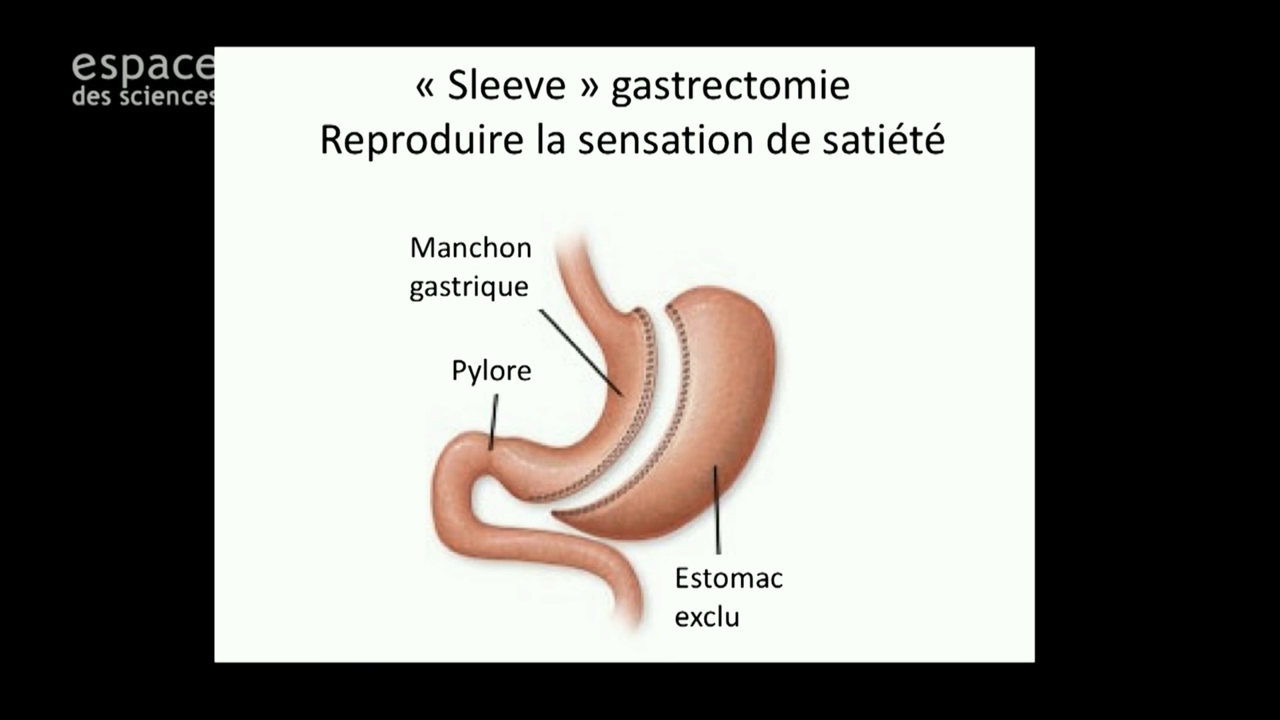 espace
des sciences
« Sleeve » gastrectomie
Reproduire la sensation de satiété
Manchon
gastrique
Pylore
Estomac
exclu